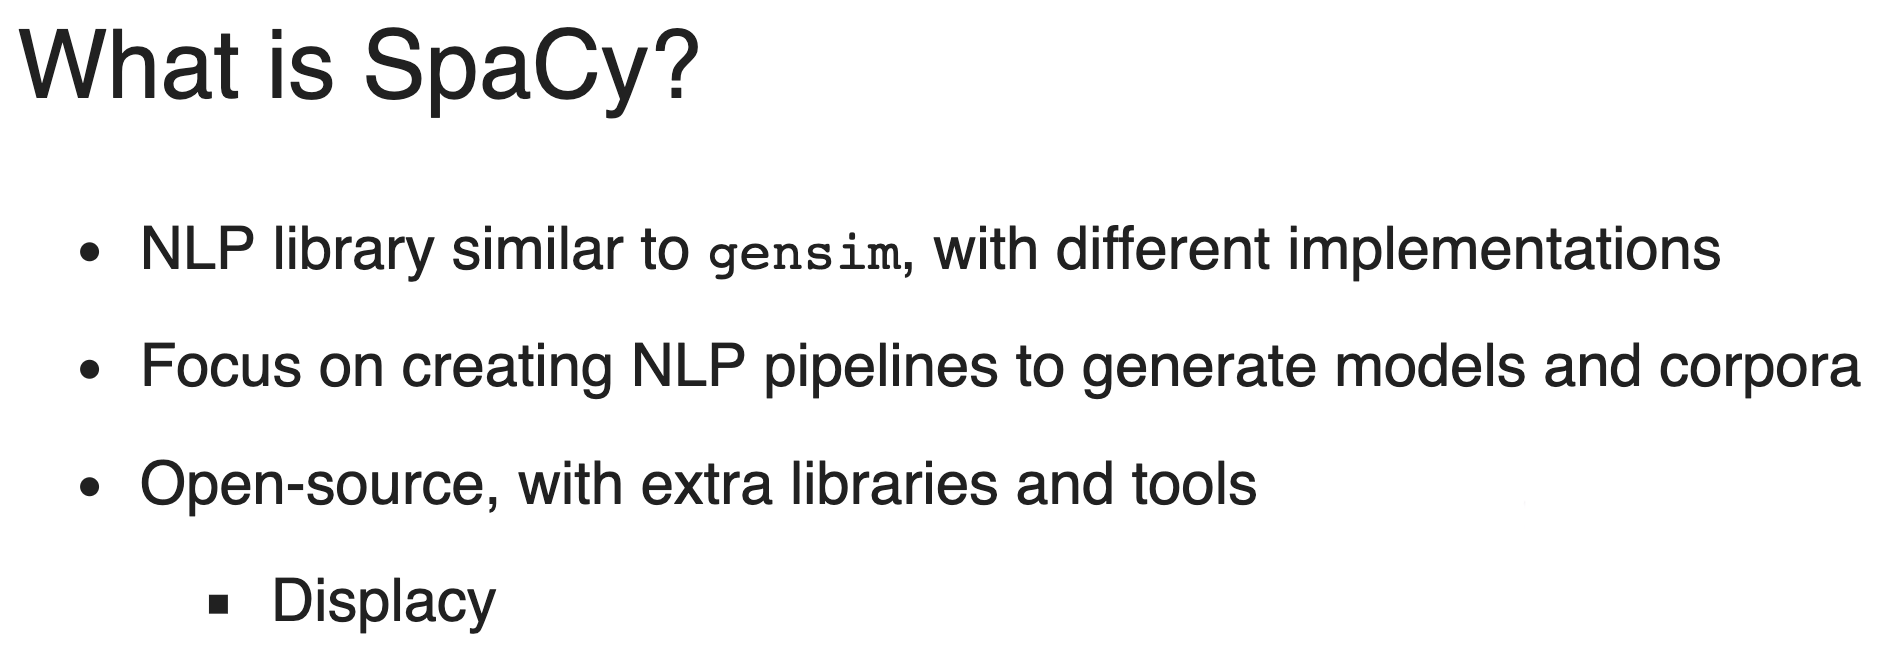 What is SpaCy?
• NLP library similar to gensim, with different implementations
• Focus on creating NLP pipelines to generate models and corpora
• Open-source, with extra libraries and tools
▪ Displacy